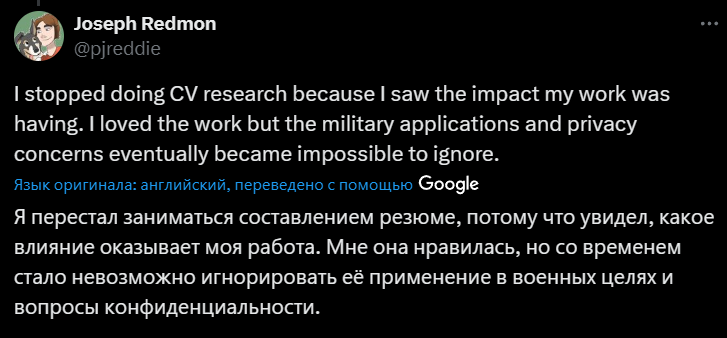 Joseph Redmon
@pjreddie
I stopped doing CV research because I saw the impact my work was
having. I loved the work but the military applications and privacy
concerns eventually became impossible to ignore.
Язык оригинала: английский, переведено с помощью Google
Я перестал заниматься составлением резюме, потому что увидел, какое
влияние оказывает моя работа. Мне она нравилась, но со временем
стало невозможно игнорировать её применение в военных целях и
вопросы конфиденциальности.